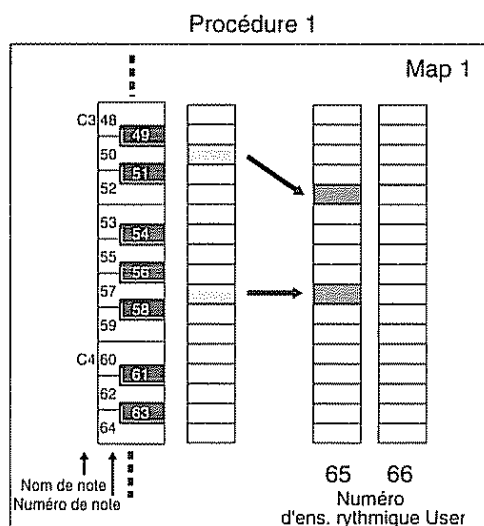 Procédure 1
Map 1
C3 48
49
50
51
52
53
54
55
56
57
58
59
C4 60
61
62
63
64
Nom de note
Numéro de note
65 66
Numéro
d'ens. rythmique User